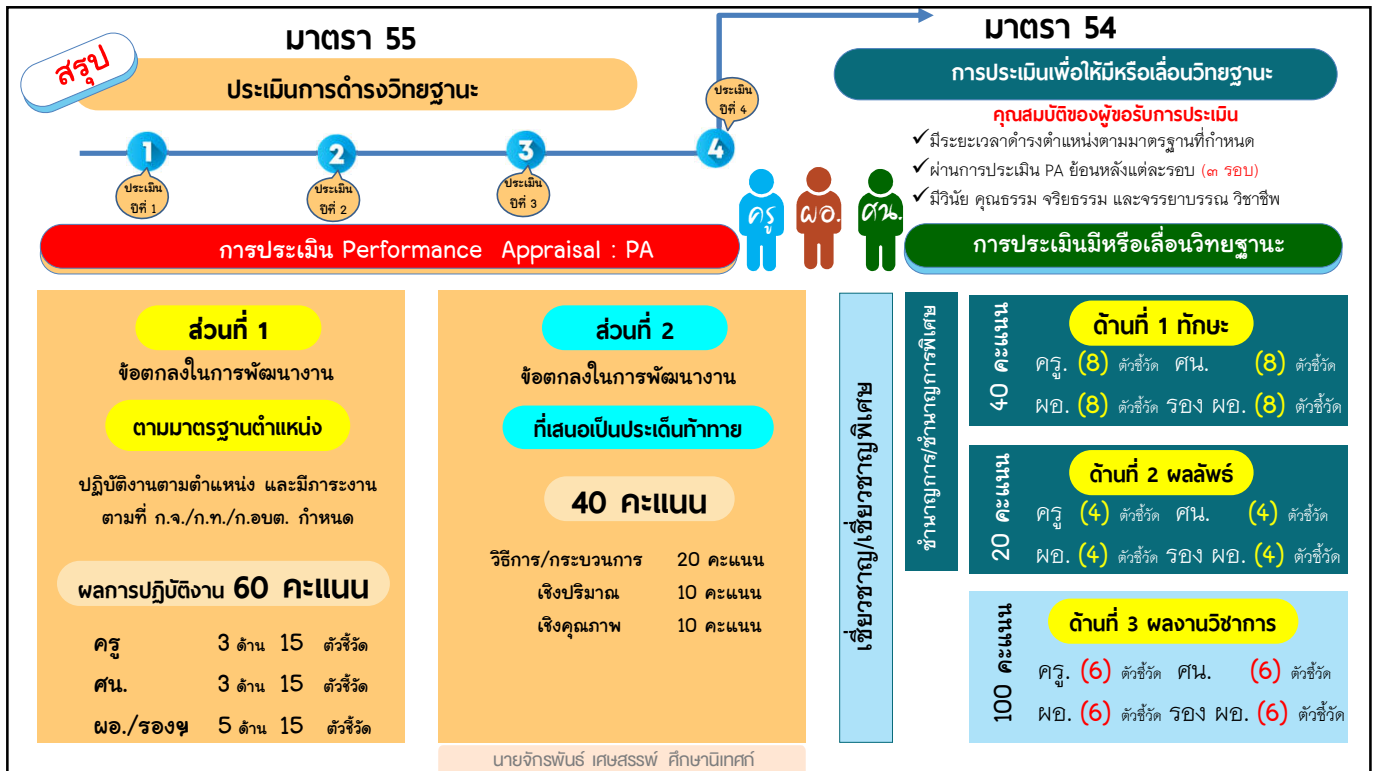 สรุป
มาตรา 55
ประเมินการดำรงวิทยฐานะ
1
2
3
4
ประเมิน
ปีที่ 1
ประเมิน
ปีที่ 2
ประเมิน
ปีที่ 3
ประเมิน
ปีที่ 4
การประเมิน Performance Appraisal : PA
ครู
ผอ.
ศน.
มาตรา 54
การประเมินเพื่อให้มีหรือเลื่อนวิทยฐานะ
คุณสมบัติของผู้ขอรับการประเมิน
✓มีระยะเวลาดำรงตำแหน่งตามมาตรฐานที่กำหนด
✓ผ่านการประเมิน PA ย้อนหลังแต่ละรอบ (๓ รอบ)
✓มีวินัย คุณธรรม จริยธรรม และจรรยาบรรณ วิชาชีพ
การประเมินมีหรือเลื่อนวิทยฐานะ
ส่วนที่ 1
ข้อตกลงในการพัฒนางาน
ตามมาตรฐานตำแหน่ง
ปฏิบัติงานตามตำแหน่ง และมีภาระงาน
ตามที่ ก.จ./ก.ท./ก.อบต. กำหนด
ผลการปฏิบัติงาน 60 คะแนน
ครู 3 ด้าน 15 ตัวชี้วัด
ศน. 3 ด้าน 15 ตัวชี้วัด
ผอ./รองฯ 5 ด้าน 15 ตัวชี้วัด
ส่วนที่ 2
ข้อตกลงในการพัฒนางาน
ที่เสนอเป็นประเด็นท้าทาย
40 คะแนน
วิธีการ/กระบวนการ 20 คะแนน
เชิงปริมาณ 10 คะแนน
เชิงคุณภาพ 10 คะแนน
นายจักรพันธ์ เศษสรรพ์ ศึกษานิเทศก์
เชี่ยวชาญ/เชี่ยวชาญพิเศษ
ชำนาญการ/ชำนาญการพิเศษ
40 คะแนน
ด้านที่ 1 ทักษะ
ครู. (8) ตัวชี้วัด ศน. (8) ตัวชี้วัด
ผอ. (8) ตัวชี้วัด รอง ผอ. (8) ตัวชี้วัด
20 คะแนน
ด้านที่ 2 ผลลัพธ์
ครู (4) ตัวชี้วัด ศน. (4) ตัวชี้วัด
ผอ. (4) ตัวชี้วัด รอง ผอ. (4) ตัวชี้วัด
100 คะแนน
ด้านที่ 3 ผลงานวิชาการ
ครู. (6) ตัวชี้วัด ศน. (6) ตัวชี้วัด
ผอ. (6) ตัวชี้วัด รอง ผอ. (6) ตัวชี้วัด